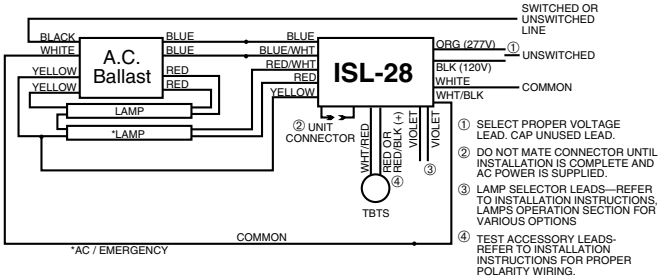 SWITCHED OR
UNSWITCHED
LINE
BLACK
BLUE
BLUE
WHITE
BLUE
BLUE/WHT
A.C.
Ballast
ISL-28
ORG (277V)
①
UNSWITCHED
BLK (120V)
YELLOW
RED
RED/WHT
YELLOW
RED
RED
WHITE
COMMON
YELLOW
WHT/BLK
LAMP
*LAMP
② UNIT
CONNECTOR
WHT/RED
RED OR
RED/BLK (+)
VIOLET
VIOLET
③
④
TBTS
COMMON
*AC / EMERGENCY
① SELECT PROPER VOLTAGE
LEAD. CAP UNUSED LEAD.
② DO NOT MATE CONNECTOR UNTIL
INSTALLATION IS COMPLETE AND
AC POWER IS SUPPLIED.
③ LAMP SELECTOR LEADS—REFER
TO INSTALLATION INSTRUCTIONS,
LAMPS OPERATION SECTION FOR
VARIOUS OPTIONS
④ TEST ACCESSORY LEADS-
REFER TO INSTALLATION
INSTRUCTIONS FOR PROPER
POLARITY WIRING.